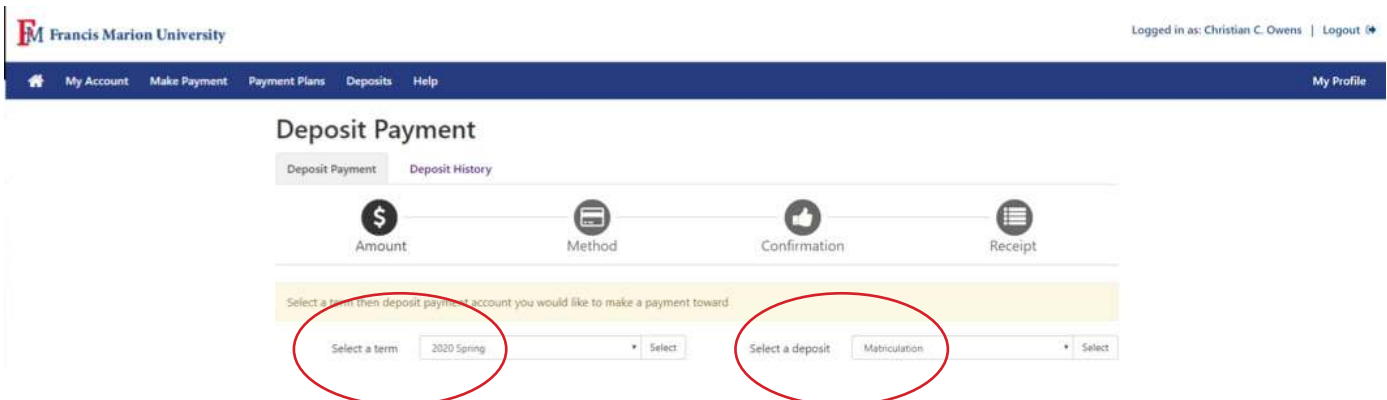 FM Francis Marion University
Logged in as: Christian C. Owens | Logout
My Account Make Payment Payment Plans Deposits Help My Profile
Deposit Payment
Deposit Payment Deposit History
$
Amount Method Confirmation Receipt
Select a term then deposit payment account you would like to make a payment toward
Select a term 2020 Spring Select Select a deposit Matriculation Select